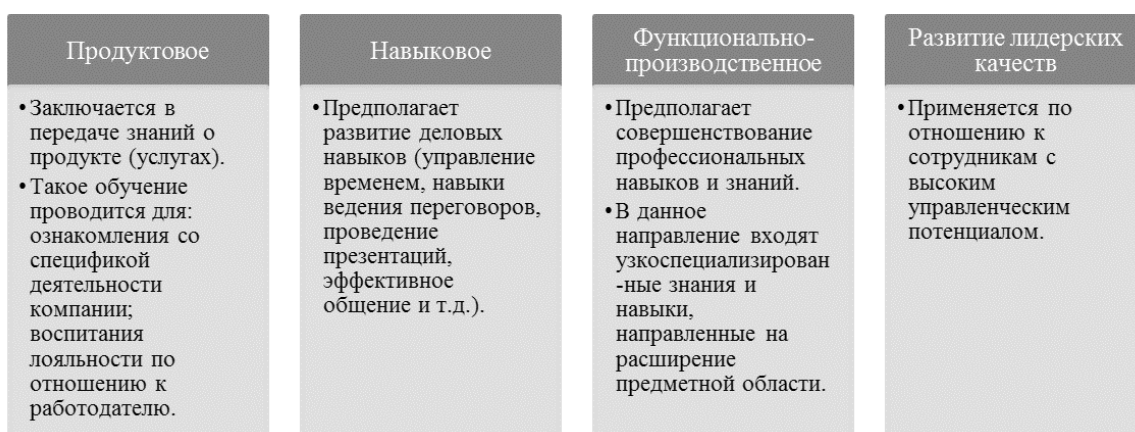 Продуктовое
•Заключается в
передаче знаний о
продукте (услугах).
•Такое обучение
проводится для:
ознакомления со
спецификой
деятельности
компании;
воспитания
лояльности по
отношению к
работодателю.
Навыковое
•Предполагает
развитие деловых
навыков (управление
временем, навыки
ведения переговоров,
проведение
презентаций,
эффективное
общение и т.д.).
Функционально-
производственное
•Предполагает
совершенствование
профессиональных
навыков и знаний.
•В данное
направление входят
узкоспециализирован
-ные знания и
навыки,
направленные на
расширение
предметной области.
Развитие лидерских
качеств
•Применяется по
отношению к
сотрудникам с
высоким
управленческим
потенциалом.